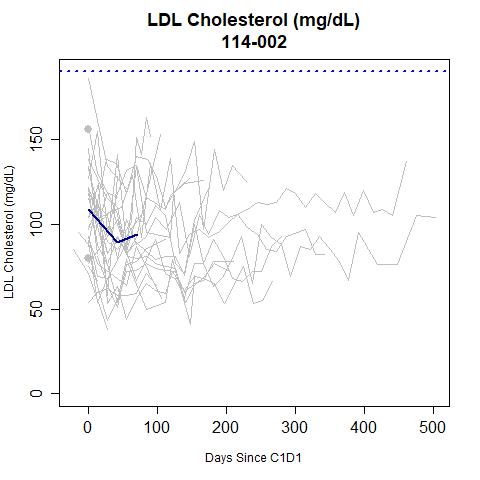 LDL Cholesterol (mg/dL)
114-002
LDL Cholesterol (mg/dL)
150
100
50
0
0 100 200 300 400 500
Days Since C1D1